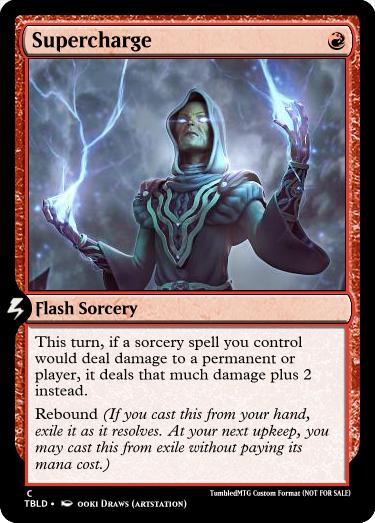 Supercharge
Flash Sorcery
This turn, if a sorcery spell you control
would deal damage to a permanent or
player, it deals that much damage plus 2
instead.
Rebound (If you cast this from your hand,
exile it as it resolves. At your next upkeep, you
may cast this from exile without paying its
mana cost.)
C
TBLD • ooki Draws (artstation)
TumbledMTG Custom Format (NOT FOR SALE)